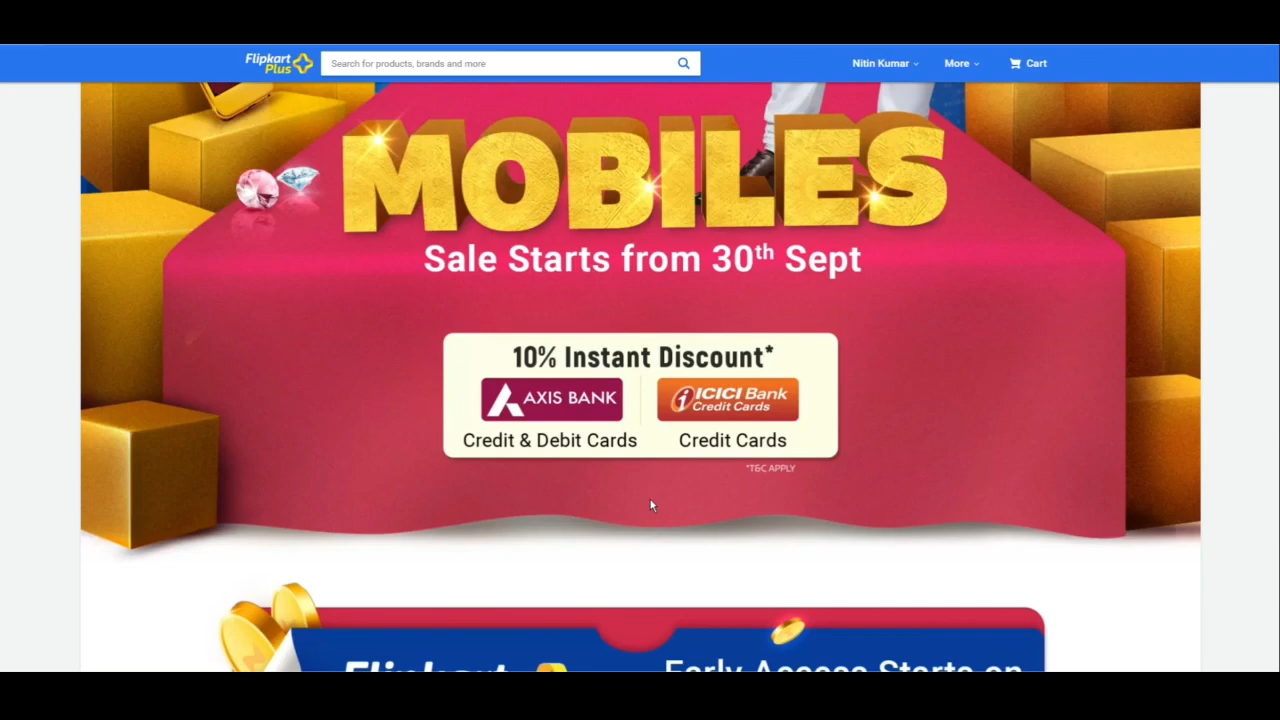 Flipkart
Plus
Search for products, brands and more
Nitin Kumar
More
Cart
MOBILES
Sale Starts from 30th Sept
10% Instant Discount*
AXIS BANK
ICICI Bank
Credit Cards
Credit & Debit Cards
Credit Cards
*T&C APPLY
Flipkart
Early Access Starts on